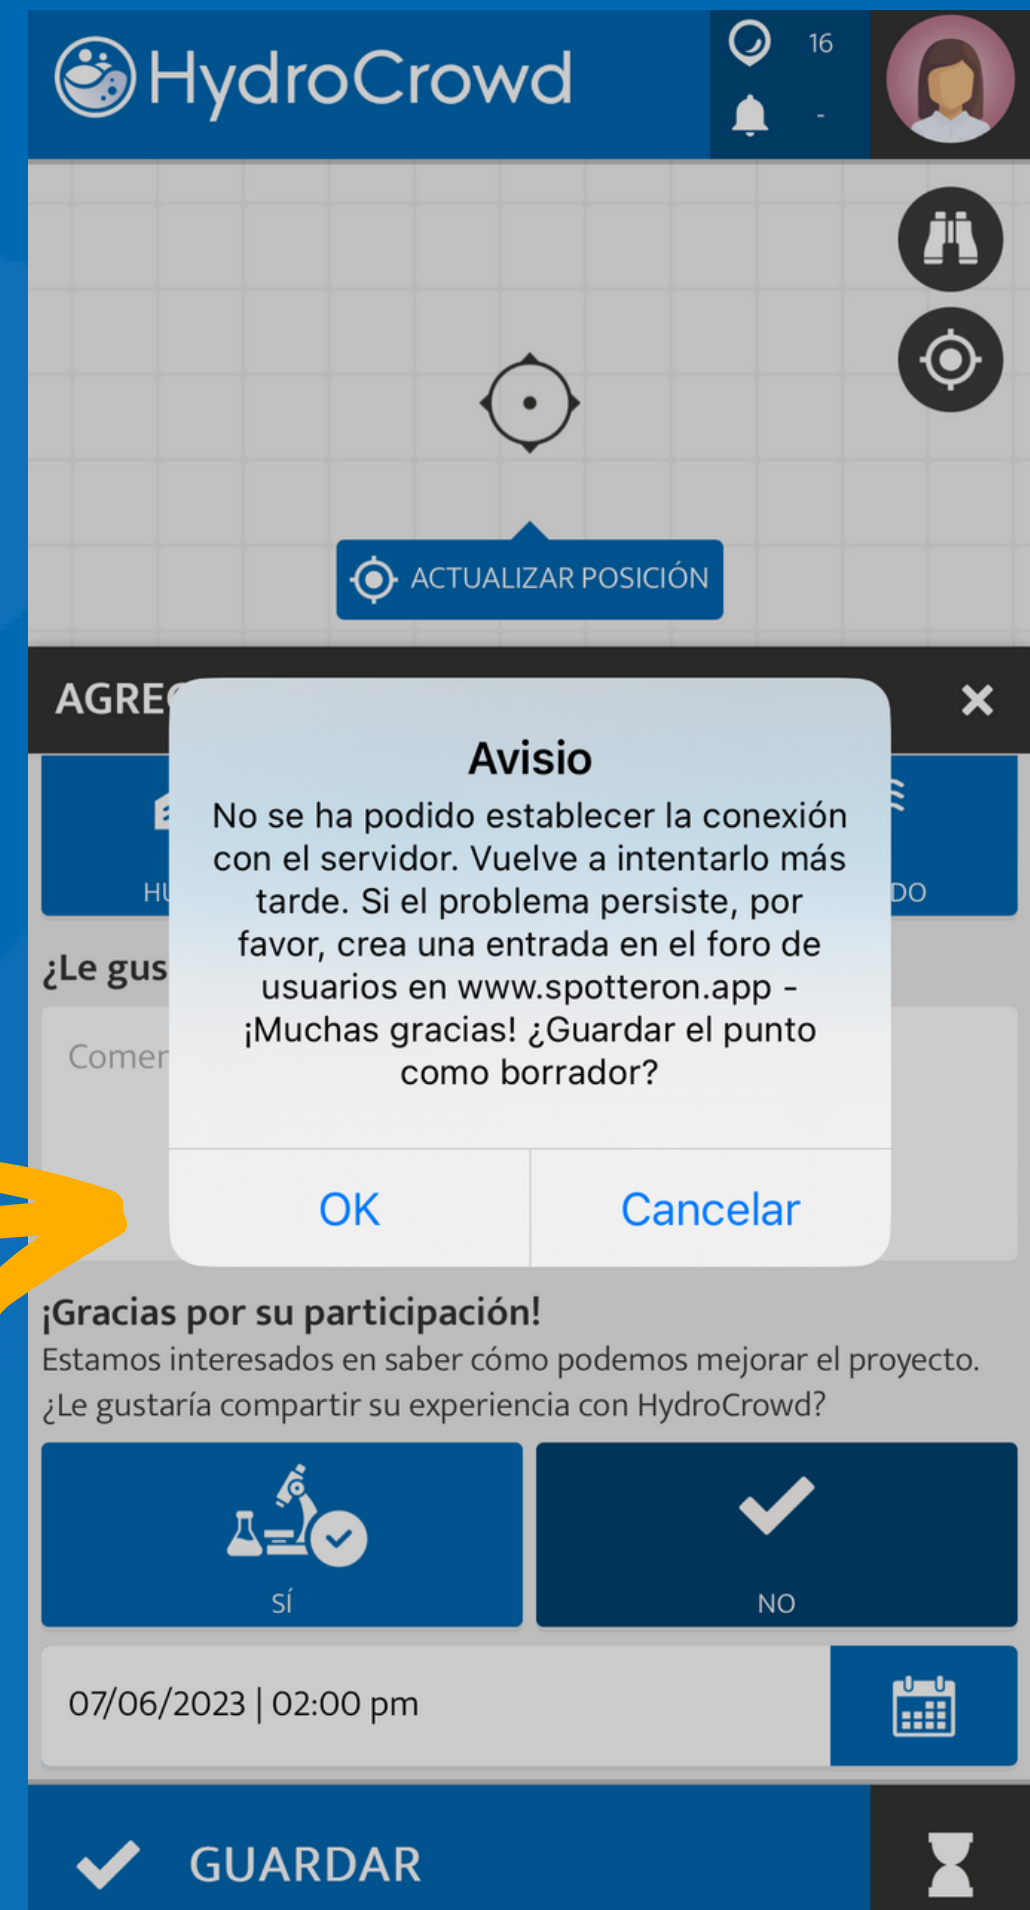 HydroCrowd
16
-
ACTUALIZAR POSICIÓN
AGRE
Avisio
No se ha podido establecer la conexión
con el servidor. Vuelve a intentarlo más
tarde. Si el problema persiste, por
favor, crea una entrada en el foro de
usuarios en www.spotteron.app -
¡Muchas gracias! ¿Guardar el punto
como borrador?
OK
Cancelar
HU
DO
¿Le gus
Comer
¡Gracias por su participación!
Estamos interesados en saber cómo podemos mejorar el proyecto.
¿Le gustaría compartir su experiencia con HydroCrowd?
SÍ
NO
07/06/2023 | 02:00 pm
GUARDAR